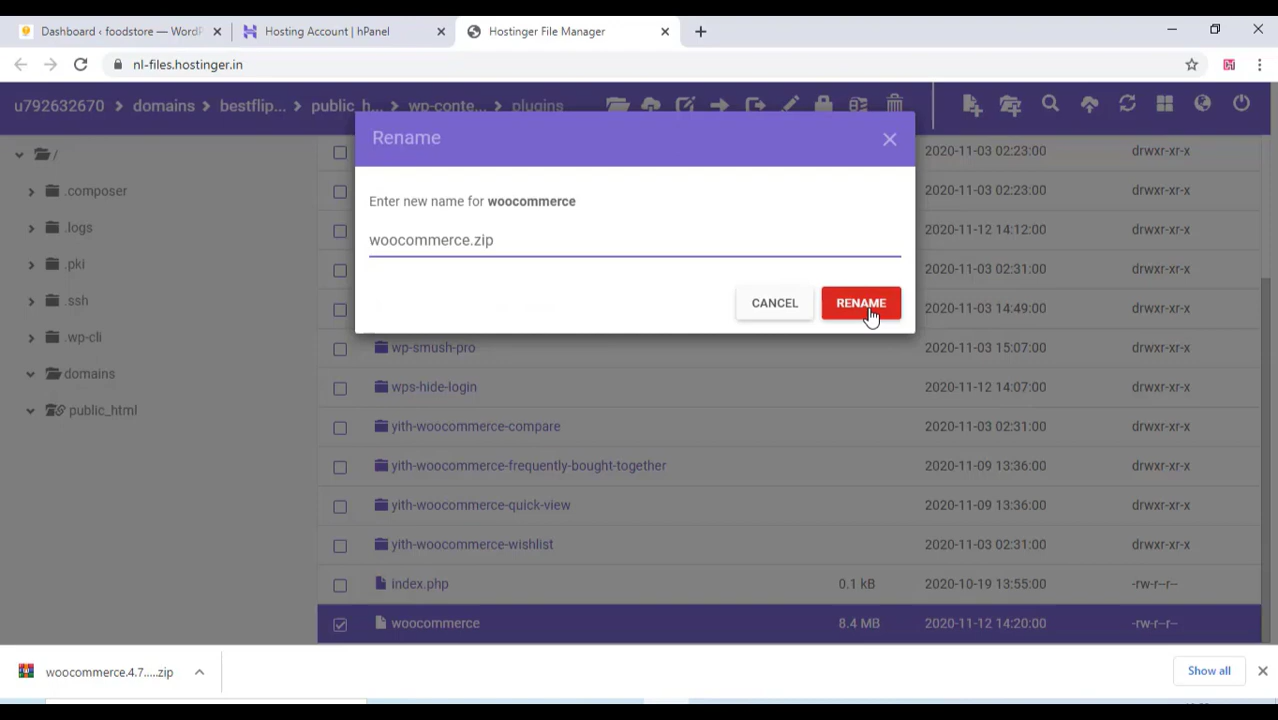 Dashboard ‹ foodstore — WordP
Hosting Account | hPanel
Hostinger File Manager
nl-files.hostinger.in
u792632670 > domains > bestflip... > public_h... > wp-conte... > plugins
Rename
Enter new name for woocommerce
woocommerce.zip
CANCEL
RENAME
/
.composer
.logs
.pki
.ssh
.wp-cli
domains
public_html
2020-11-03 02:23:00 drwxr-xr-x
2020-11-03 02:23:00 drwxr-xr-x
2020-11-12 14:12:00 drwxr-xr-x
2020-11-03 02:31:00 drwxr-xr-x
2020-11-03 14:49:00 drwxr-xr-x
wp-smush-pro 2020-11-03 15:07:00 drwxr-xr-x
wps-hide-login 2020-11-12 14:07:00 drwxr-xr-x
yith-woocommerce-compare 2020-11-03 02:31:00 drwxr-xr-x
yith-woocommerce-frequently-bought-together 2020-11-09 13:36:00 drwxr-xr-x
yith-woocommerce-quick-view 2020-11-09 13:36:00 drwxr-xr-x
yith-woocommerce-wishlist 2020-11-03 02:31:00 drwxr-xr-x
index.php 0.1 kB 2020-10-19 13:55:00 -rw-r--r--
woocommerce 8.4 MB 2020-11-12 14:20:00 -rw-r--r--
woocommerce.4.7.....zip
Show all